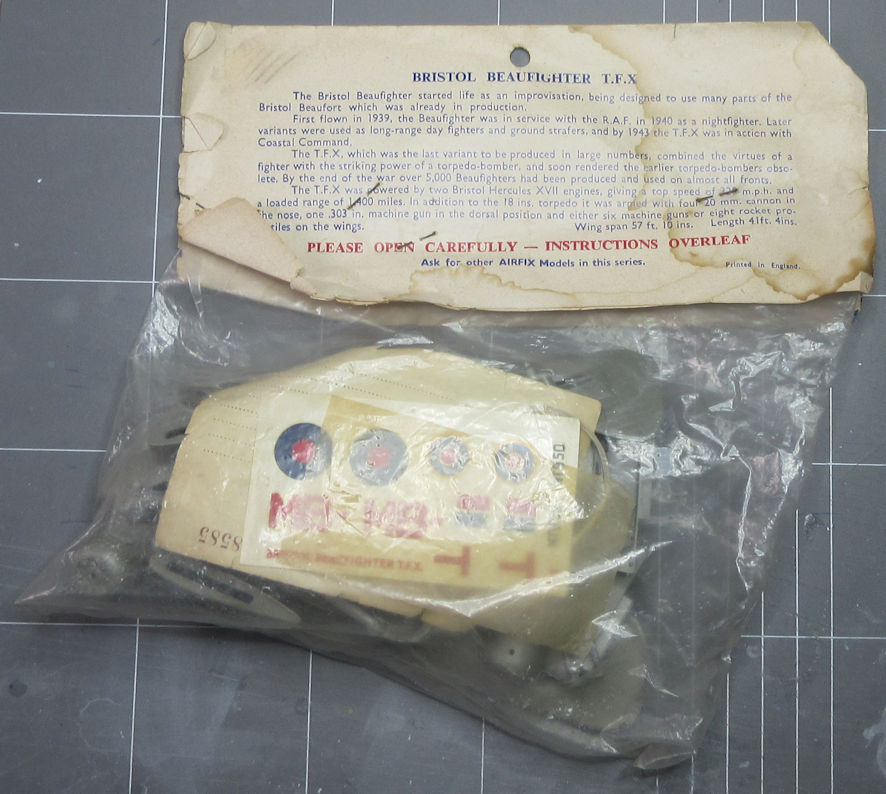 BRISTOL BEAUFIGHTER T.F.X
The Bristol Beaufighter started life as an improvisation, being designed to use many parts of the
Bristol Beaufort which was already in production.
First flown in 1939, the Beaufighter was in service with the R.A.F. in 1940 as a nightfighter. Later
variants were used as long-range day fighters and ground strafers, and by 1943 the T.F.X was in action with
Coastal Command.
The T.F.X, which was the last variant to be produced in large numbers, combined the virtues of a
fighter with the striking power of a torpedo-bomber, and soon rendered the earlier torpedo-bombers obso-
lete. By the end of the war over 5,000 Beaufighters had been produced and used on almost all fronts.
The T.F.X was powered by two Bristol Hercules XVII engines, giving a top speed of m.p.h. and
a loaded range of 1,400 miles. In addition to the 18 ins. torpedo it was armed with four 20 mm. cannon in
the nose, one .303 in. machine gun in the dorsal position and either six machine guns or eight rocket pro-
tiles on the wings. Wing span 57 ft. 10 ins. Length 41ft. 4ins.
PLEASE OPEN CAREFULLY — INSTRUCTIONS OVERLEAF
Ask for other AIRFIX Models in this series.
Printed in England.
8585
BRISTOL BEAUFIGHTER T.F.X.
T
T